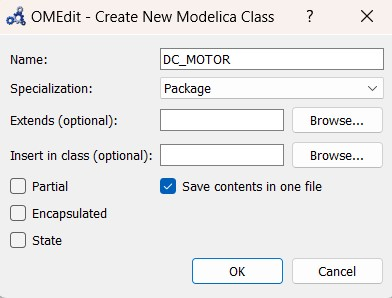 OMEdit - Create New Modelica Class ? ×
Name: DC_MOTOR
Specialization: Package
Extends (optional): Browse...
Insert in class (optional): Browse...
Partial Save contents in one file
Encapsulated
State
OK Cancel